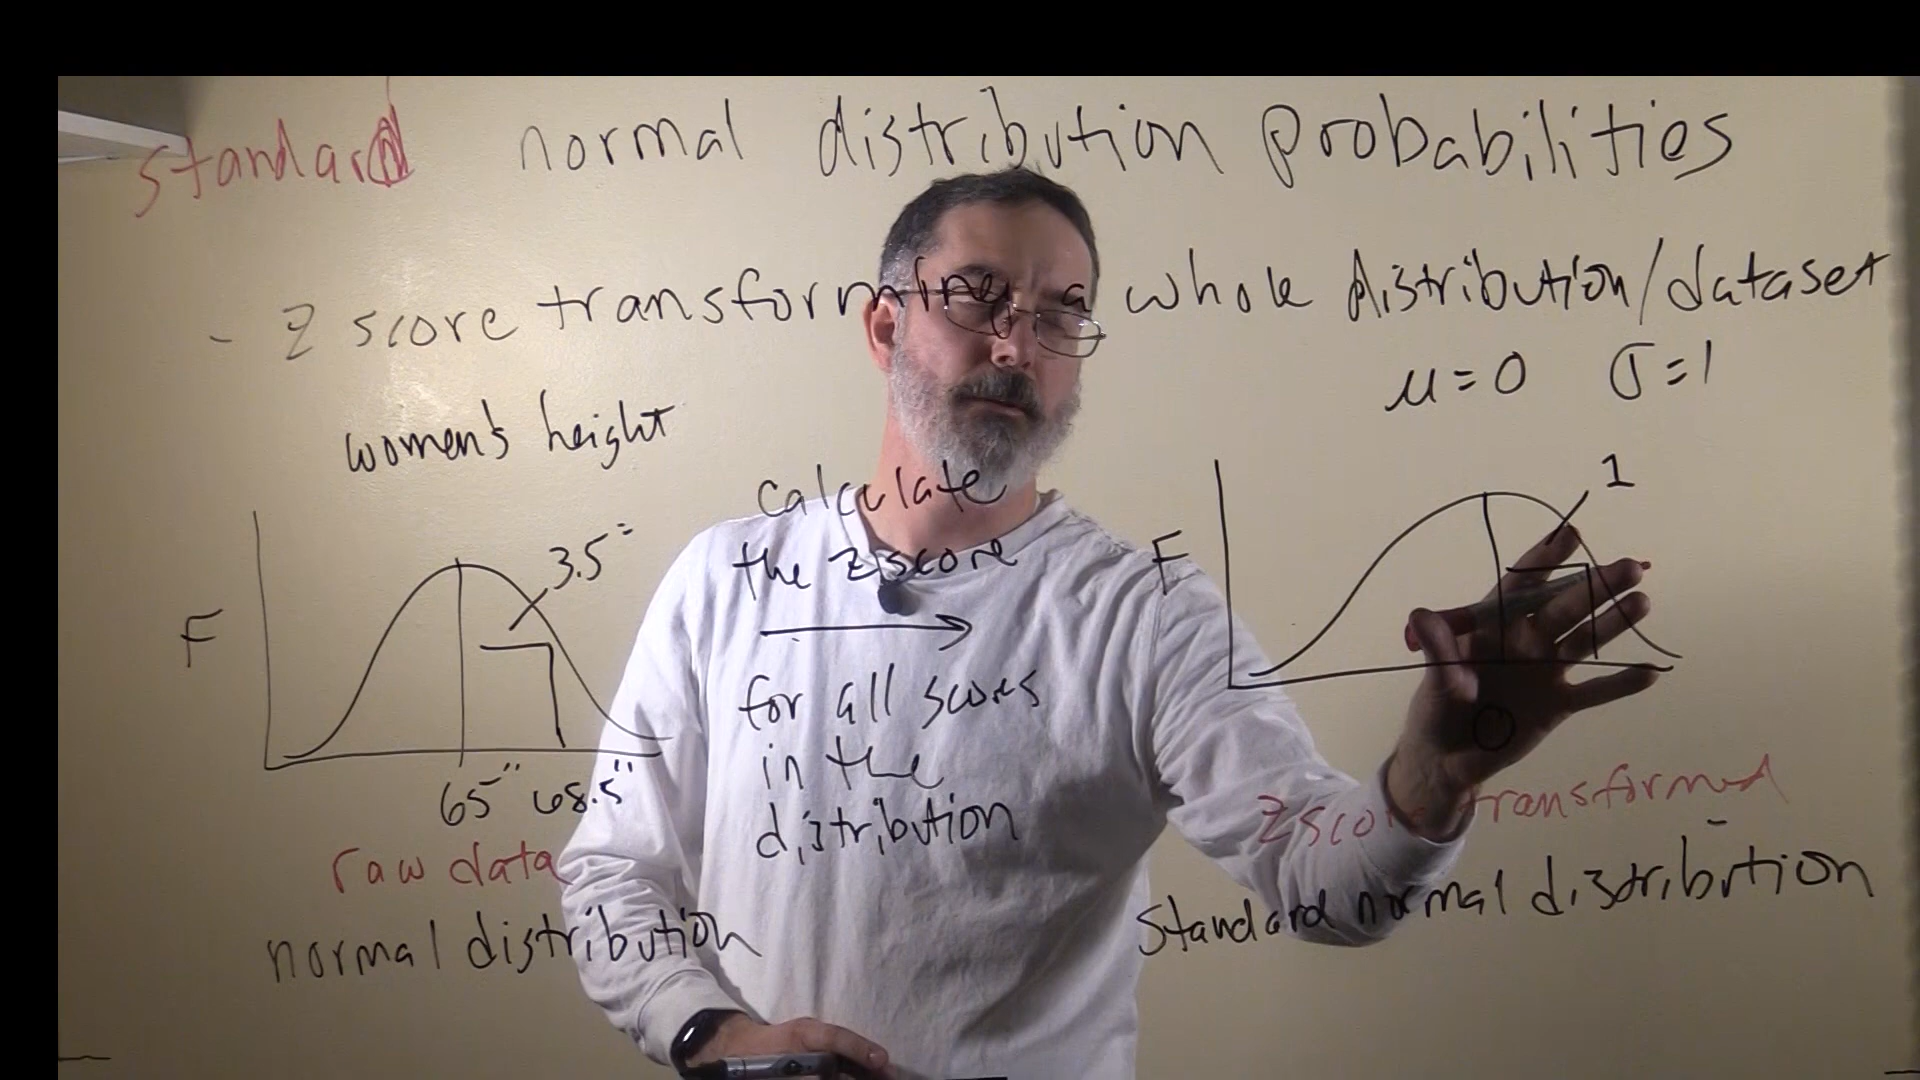 standard normal distribution probabilities
- z score transforming a whole distribution/dataset
μ=0 σ=1
women's height
calculate
the z score
for all scores
in the
distribution
3.5"
F
65" 68.5"
raw data
normal distribution
1
F
0
z score transformed
standard normal distribution